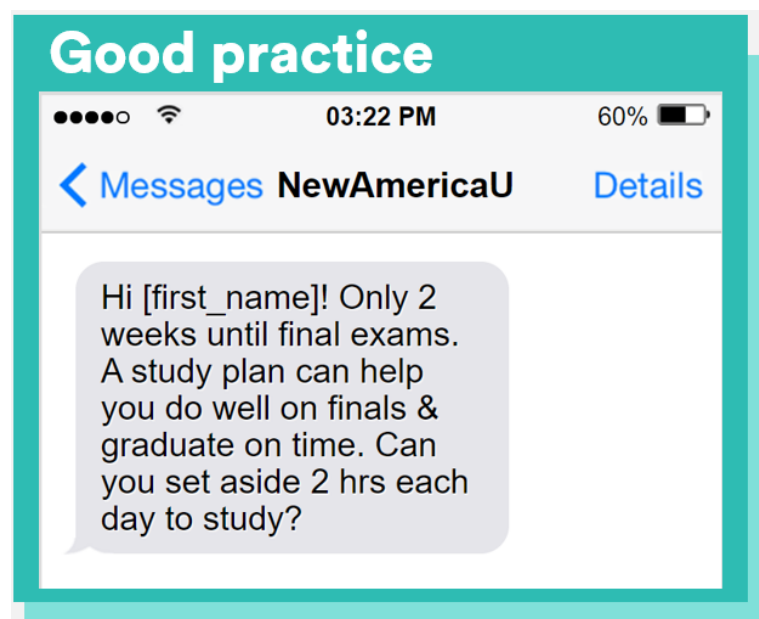 Good practice
03:22 PM 60%
Messages NewAmericaU Details
Hi [first_name]! Only 2
weeks until final exams.
A study plan can help
you do well on finals &
graduate on time. Can
you set aside 2 hrs each
day to study?